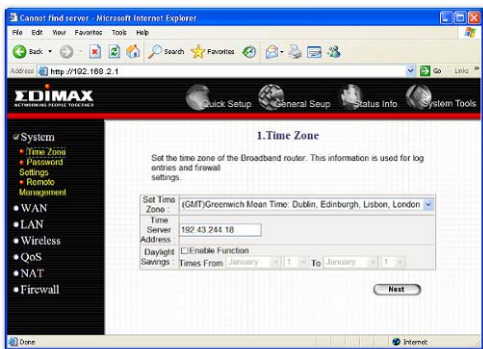 Cannot find server - Microsoft Internet Explorer
File Edit View Favorites Tools Help
Back Search Favorites
Address http://192.168.2.1 Go Links »
EDIMAX
NETWORKING PEOPLE TOGETHER
Quick Setup General Seup Status Info System Tools
System
Time Zone
Password
Settings
Remote
Management
WAN
LAN
Wireless
QoS
NAT
Firewall
1.Time Zone
Set the time zone of the Broadband router. This information is used for log
entries and firewall
settings.
Set Time
Zone :
(GMT)Greenwich Mean Time: Dublin, Edinburgh, Lisbon, London
Time
Server
Address :
192.43.244.18
Daylight
Savings :
Enable Function
Times From January 1 To January 1
Next
Done Internet